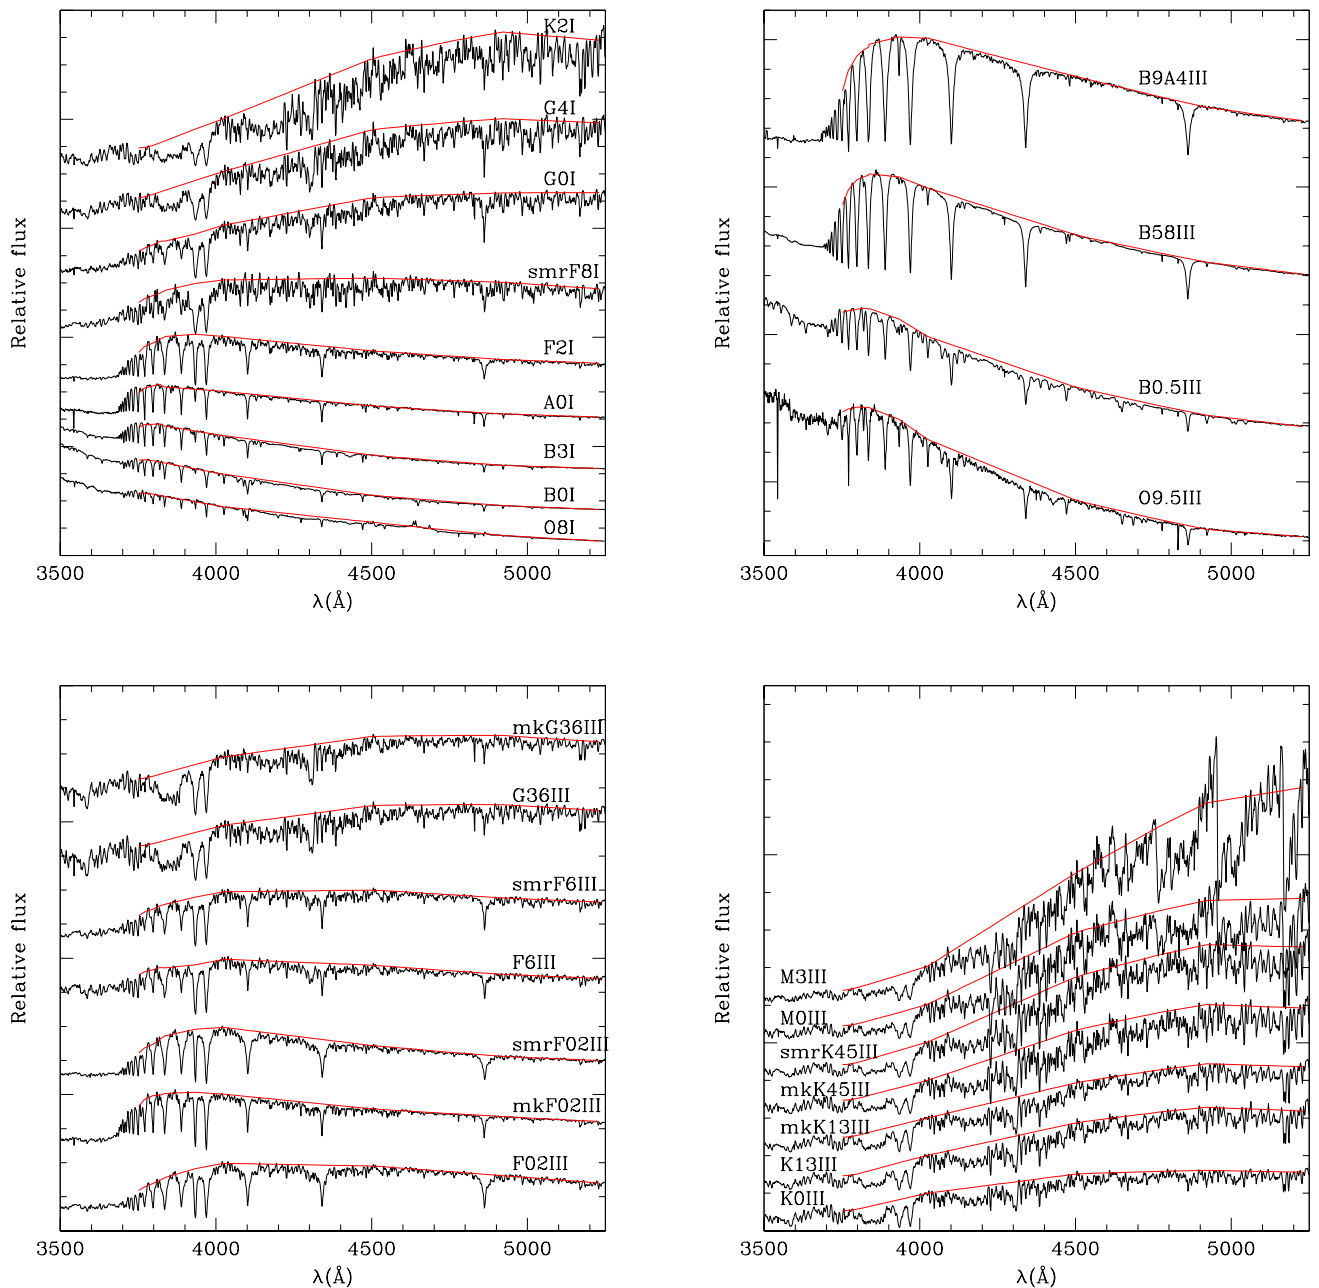 K2I
G4I
G0I
smrF8I
F2I
A0I
B3I
B0I
O8I
Relative flux
3500 4000 4500 5000
λ(Å)
B9A4III
B58III
B0.5III
O9.5III
Relative flux
3500 4000 4500 5000
λ(Å)
mkG36III
G36III
smrF6III
F6III
smrF02III
mkF02III
F02III
Relative flux
3500 4000 4500 5000
λ(Å)
M3III
M0III
smrK45III
mkK45III
mkK13III
K13III
K0III
Relative flux
3500 4000 4500 5000
λ(Å)